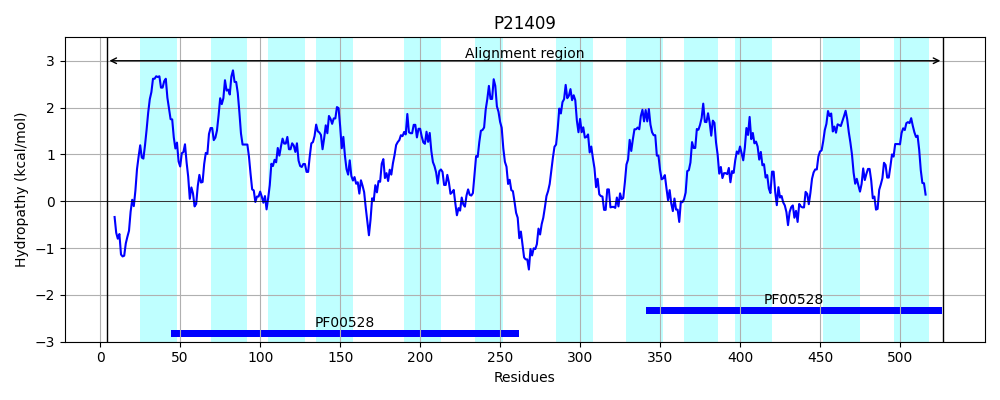 P21409
Alignment region
3
2
1
0
−1
−2
−3
Hydropathy (kcal/mol)
PF00528
PF00528
0 50 100 150 200 250 300 350 400 450 500
Residues